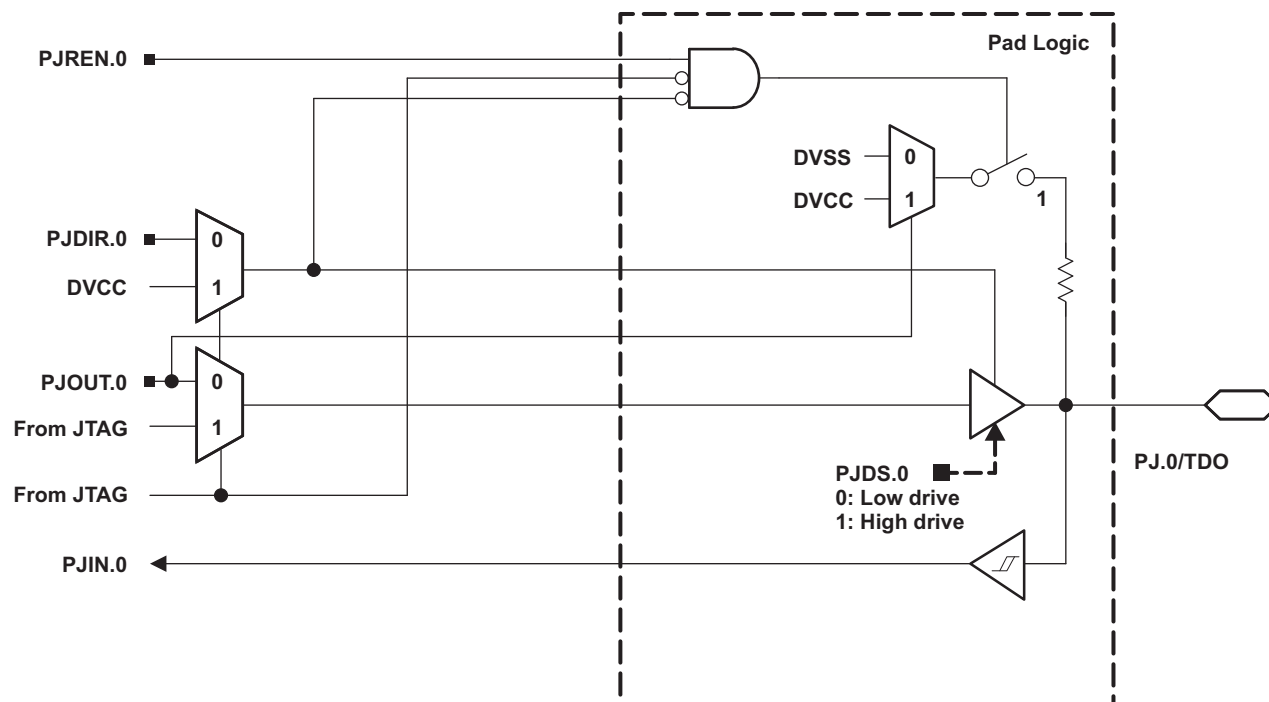 Pad Logic
PJREN.0
DVSS
0
DVCC
1
1
PJDIR.0
0
DVCC
1
PJOUT.0
0
From JTAG
1
PJDS.0
0: Low drive
1: High drive
PJ.0/TDO
From JTAG
PJIN.0